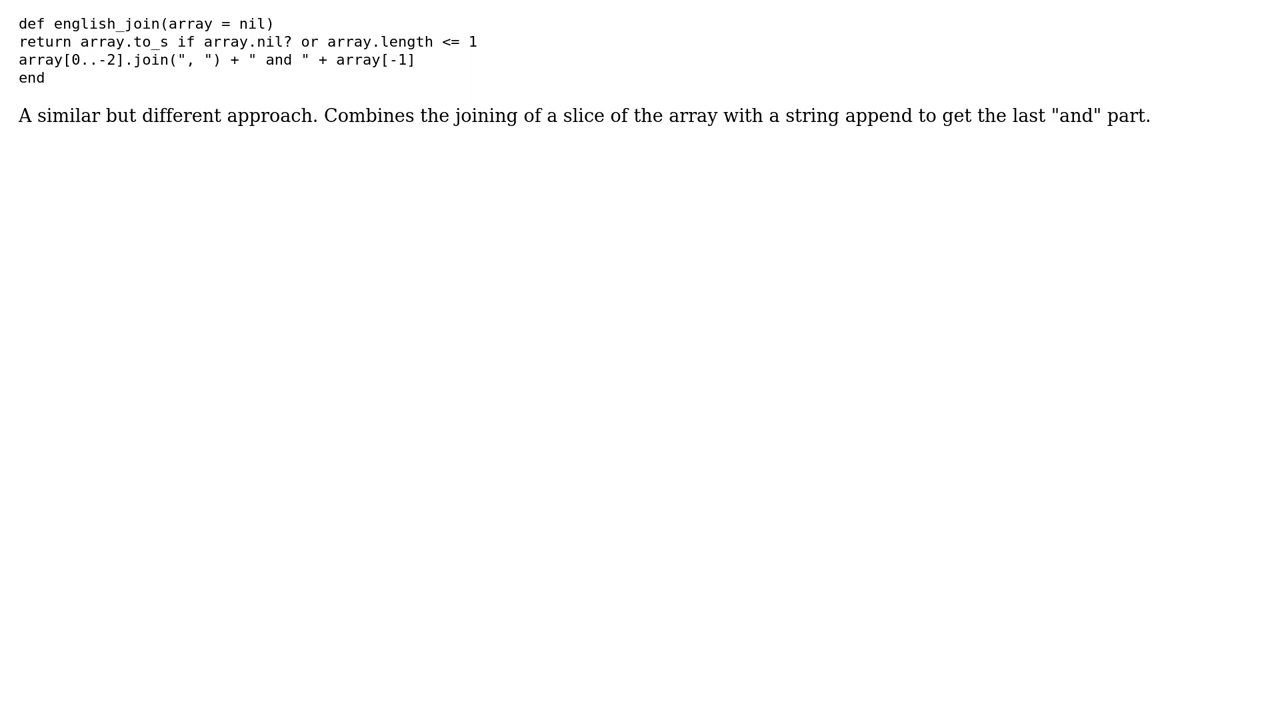 def english_join(array = nil)
return array.to_s if array.nil? or array.length <= 1
array[0..-2].join(", ") + " and " + array[-1]
end
A similar but different approach. Combines the joining of a slice of the array with a string append to get the last "and" part.